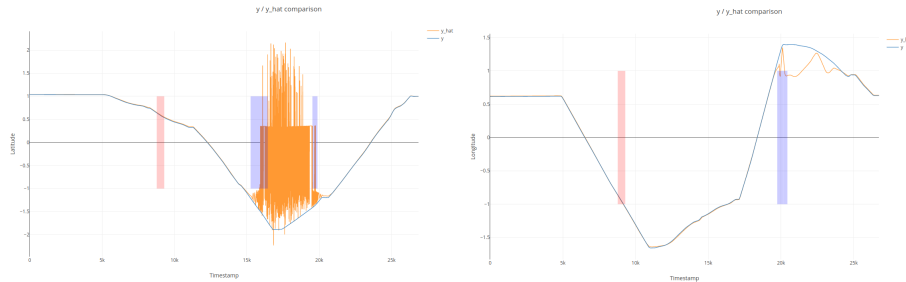 y / y_hat comparison
y_hat
y
2
1.5
1
0.5
0
−0.5
−1
−1.5
−2
Latitude
0
5k
10k
15k
20k
25k
Timestamp
y / y_hat comparison
y
1.5
1
0.5
0
−0.5
−1
−1.5
Longitude
0
5k
10k
15k
20k
25k
Timestamp